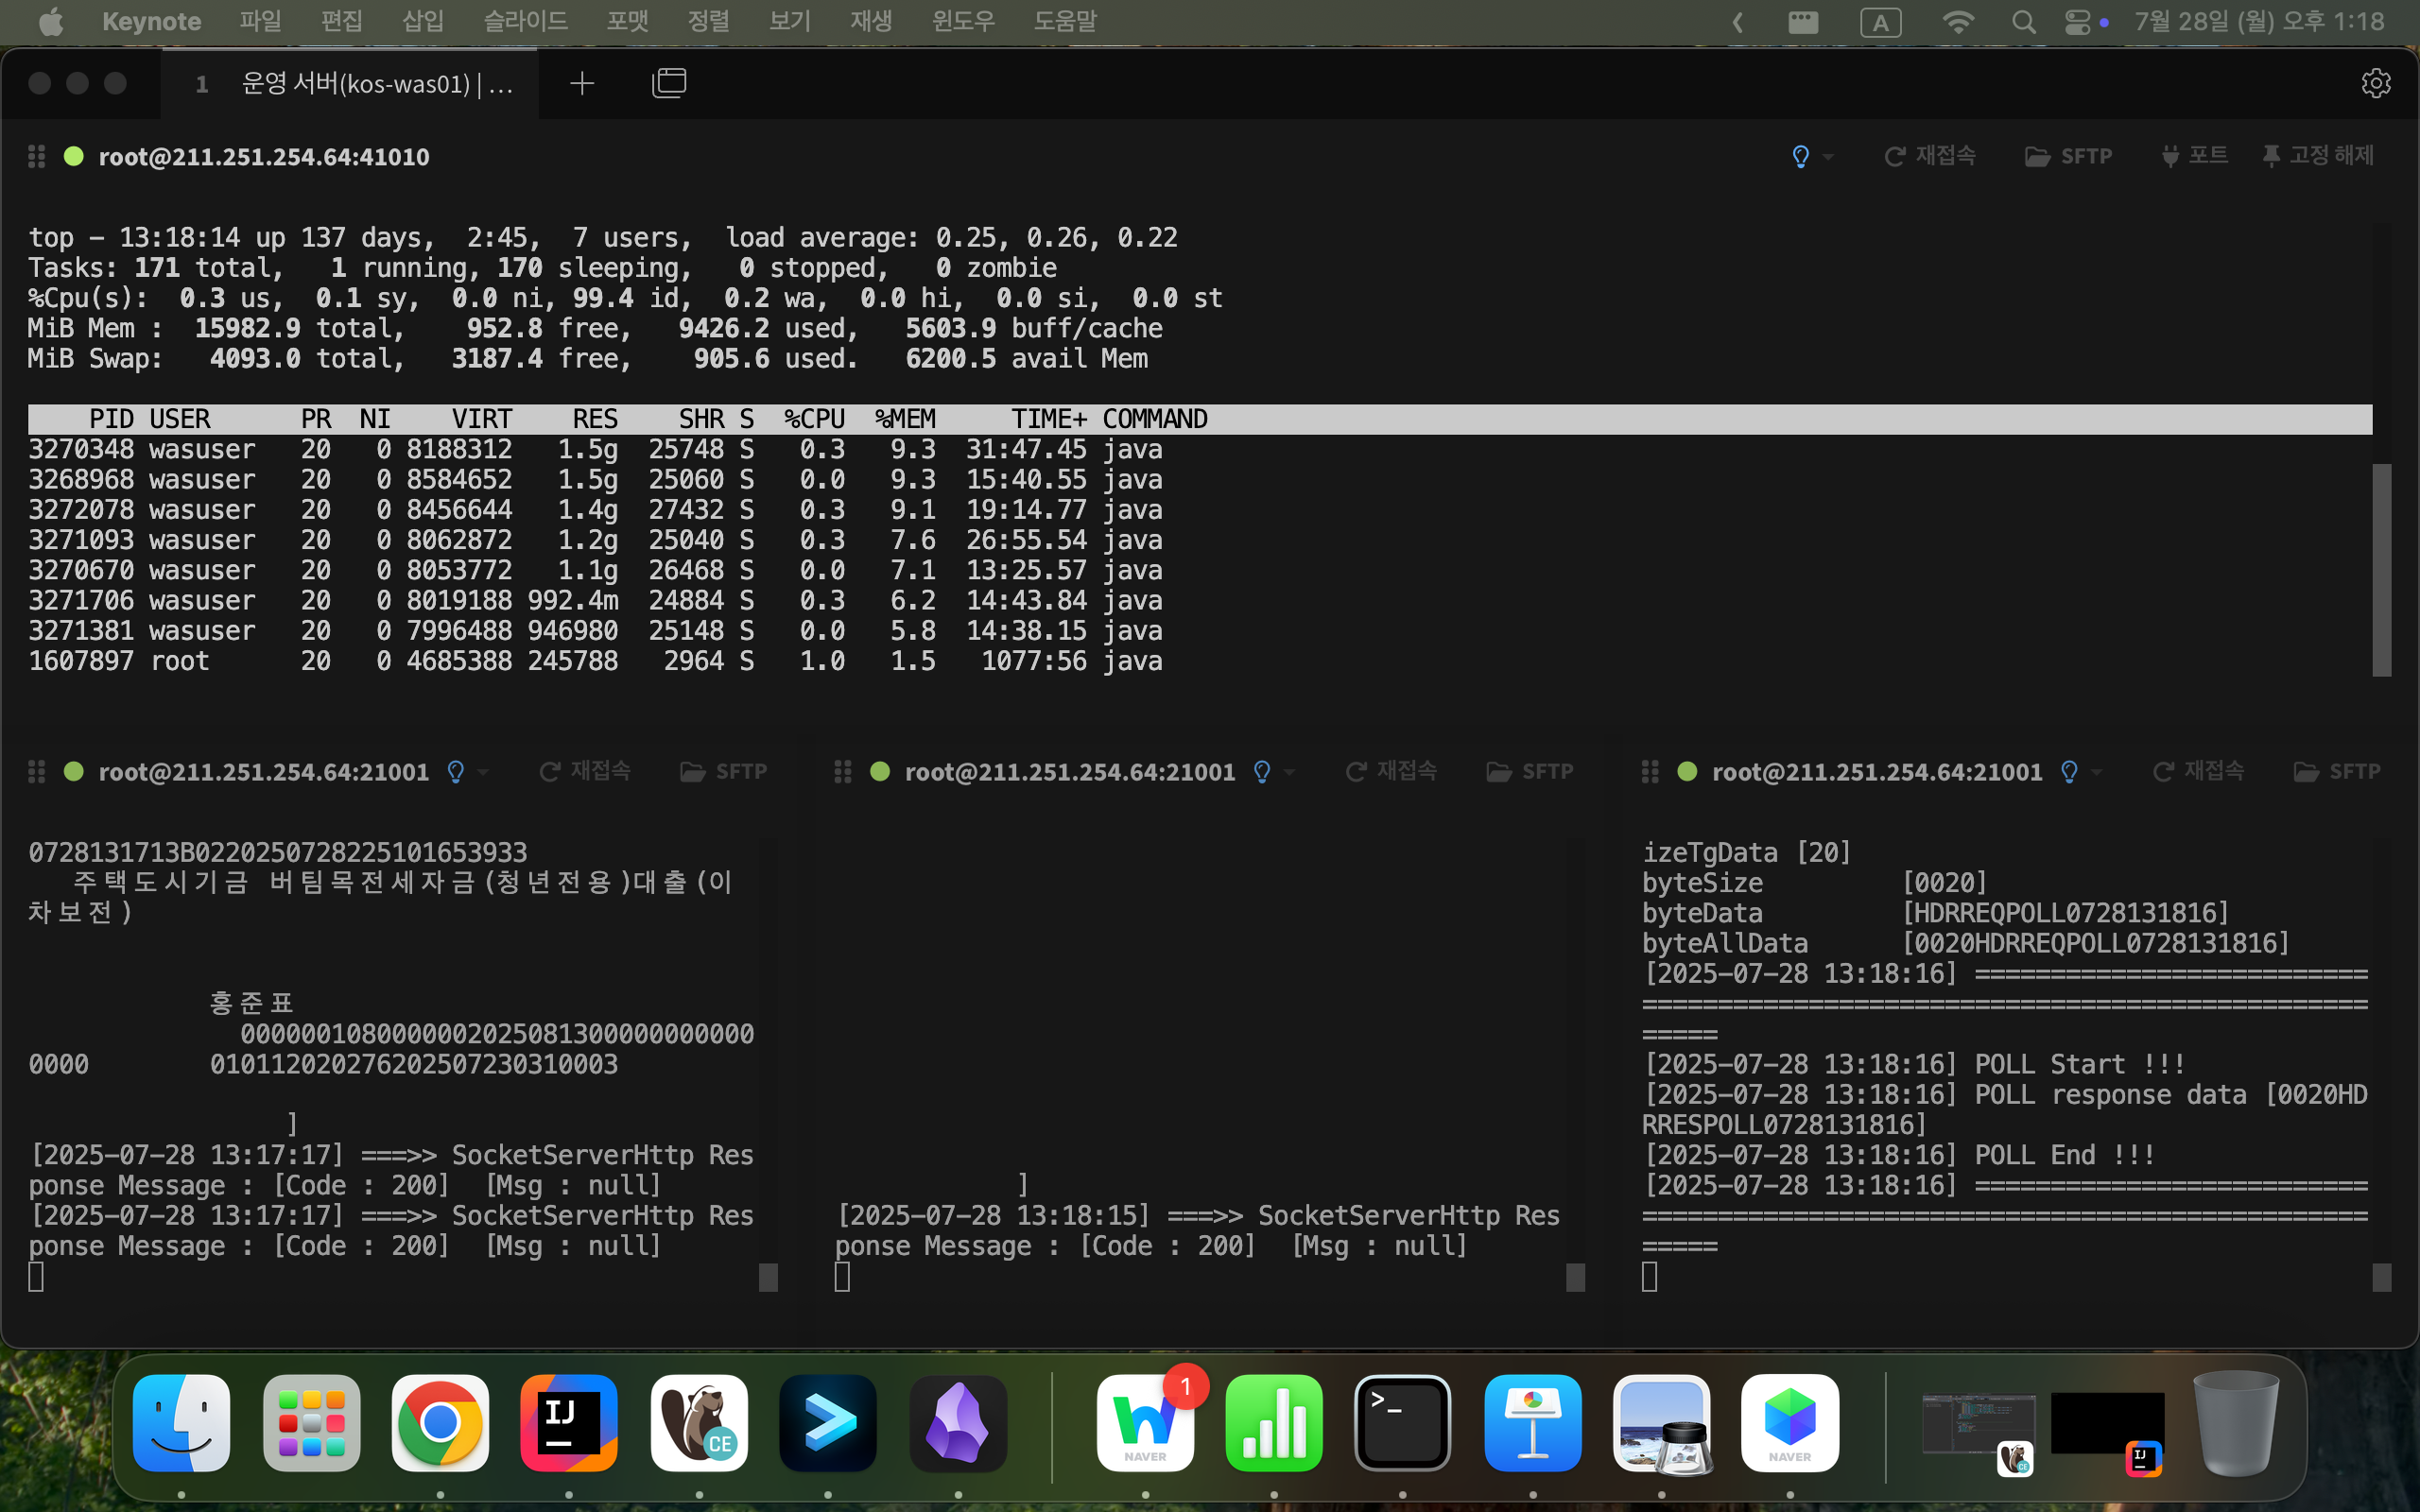 Keynote 파일 편집 삽입 슬라이드 포맷 정렬 보기 재생 윈도우 도움말 A 7월 28일 (월) 오후 1:18
1 운영 서버(kos-was01) | ...
root@211.251.254.64:41010 재접속 SFTP 포트 고정 해제
top - 13:18:14 up 137 days, 2:45, 7 users, load average: 0.25, 0.26, 0.22
Tasks: 171 total, 1 running, 170 sleeping, 0 stopped, 0 zombie
%Cpu(s): 0.3 us, 0.1 sy, 0.0 ni, 99.4 id, 0.2 wa, 0.0 hi, 0.0 si, 0.0 st
MiB Mem : 15982.9 total, 952.8 free, 9426.2 used, 5603.9 buff/cache
MiB Swap: 4093.0 total, 3187.4 free, 905.6 used. 6200.5 avail Mem
PID USER PR NI VIRT RES SHR S %CPU %MEM TIME+ COMMAND
3270348 wasuser 20 0 8188312 1.5g 25748 S 0.3 9.3 31:47.45 java
3268968 wasuser 20 0 8584652 1.5g 25060 S 0.0 9.3 15:40.55 java
3272078 wasuser 20 0 8456644 1.4g 27432 S 0.3 9.1 19:14.77 java
3271093 wasuser 20 0 8062872 1.2g 25040 S 0.3 7.6 26:55.54 java
3270670 wasuser 20 0 8053772 1.1g 26468 S 0.0 7.1 13:25.57 java
3271706 wasuser 20 0 8019188 992.4m 24884 S 0.3 6.2 14:43.84 java
3271381 wasuser 20 0 7996488 946980 25148 S 0.0 5.8 14:38.15 java
1607897 root 20 0 4685388 245788 2964 S 1.0 1.5 1077:56 java
root@211.251.254.64:21001 재접속 SFTP
0728131713B0220250728225101653933
주택도시기금 버팀목전세자금(청년전용)대출(이
차보전)
홍준표
0000001080000002025081300000000000
0000 010112020276202507230310003
]
[2025-07-28 13:17:17] ===>> SocketServerHttp Res
ponse Message : [Code : 200] [Msg : null]
[2025-07-28 13:17:17] ===>> SocketServerHttp Res
ponse Message : [Code : 200] [Msg : null]
root@211.251.254.64:21001 재접속 SFTP
]
[2025-07-28 13:18:15] ===>> SocketServerHttp Res
ponse Message : [Code : 200] [Msg : null]
root@211.251.254.64:21001 재접속 SFTP
izeTgData [20]
byteSize [0020]
byteData [HDRREQPOLL0728131816]
byteAllData [0020HDRREQPOLL0728131816]
[2025-07-28 13:18:16] ==========================
================================================
=====
[2025-07-28 13:18:16] POLL Start !!!
[2025-07-28 13:18:16] POLL response data [0020HD
RRESPOLL0728131816]
[2025-07-28 13:18:16] POLL End !!!
[2025-07-28 13:18:16] ==========================
================================================
=====
IJ CE NAVER 1 >_ NAVER CE IJ